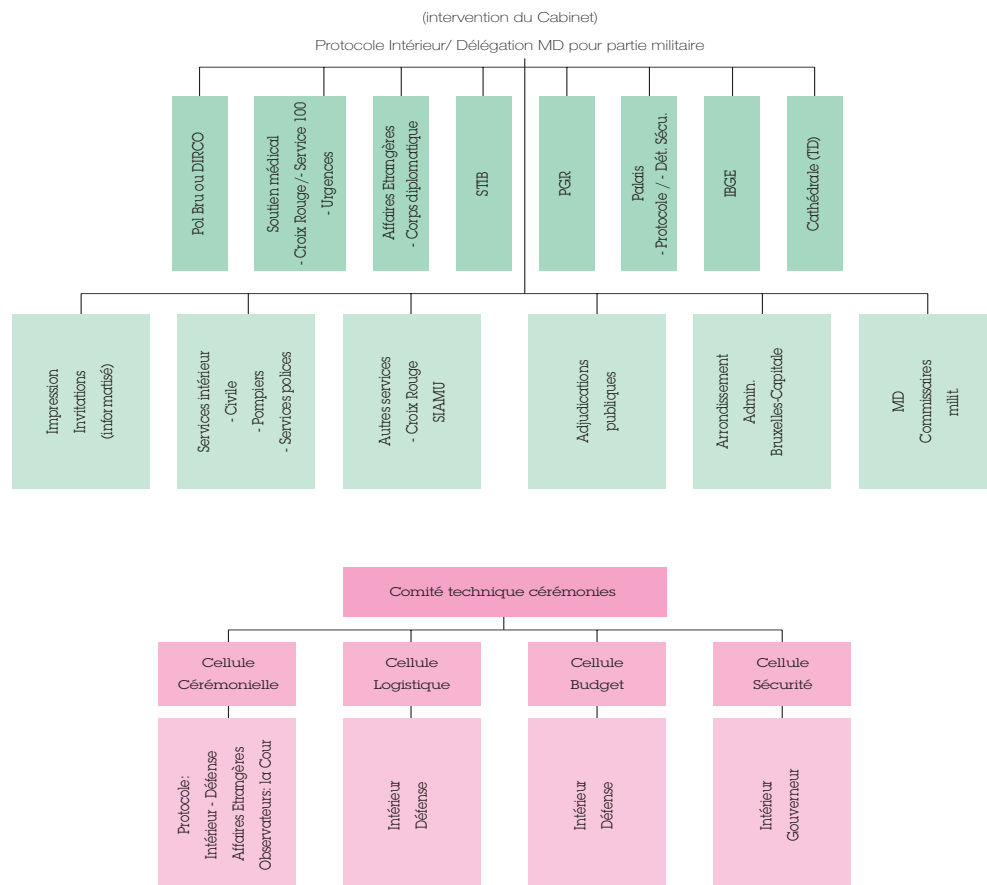 (intervention du Cabinet)
Protocole Intérieur/ Délégation MD pour partie militaire
Pol Bru ou DIRCO
Soutien médical
- Croix Rouge /- Service 100
- Urgences
Affaires Etrangères
- Corps diplomatique
STIB
PGR
Palais
- Protocole / - Dét. Sécu.
IBGE
Cathédrale (TD)
Impression
Invitations
(informatisé)
Services intérieur
- Civile
- Pompiers
- Services polices
Autres services
- Croix Rouge
SIAMU
Adjudications
publiques
Arrondissement
Admin.
Bruxelles-Capitale
MD
Commissaires
milit.
Comité technique cérémonies
Cellule
Cérémonielle
Cellule
Logistique
Cellule
Budget
Cellule
Sécurité
Protocole:
Intérieur - Défense
Affaires Etrangères
Observateurs: la Cour
Intérieur
Défense
Intérieur
Défense
Intérieur
Gouverneur